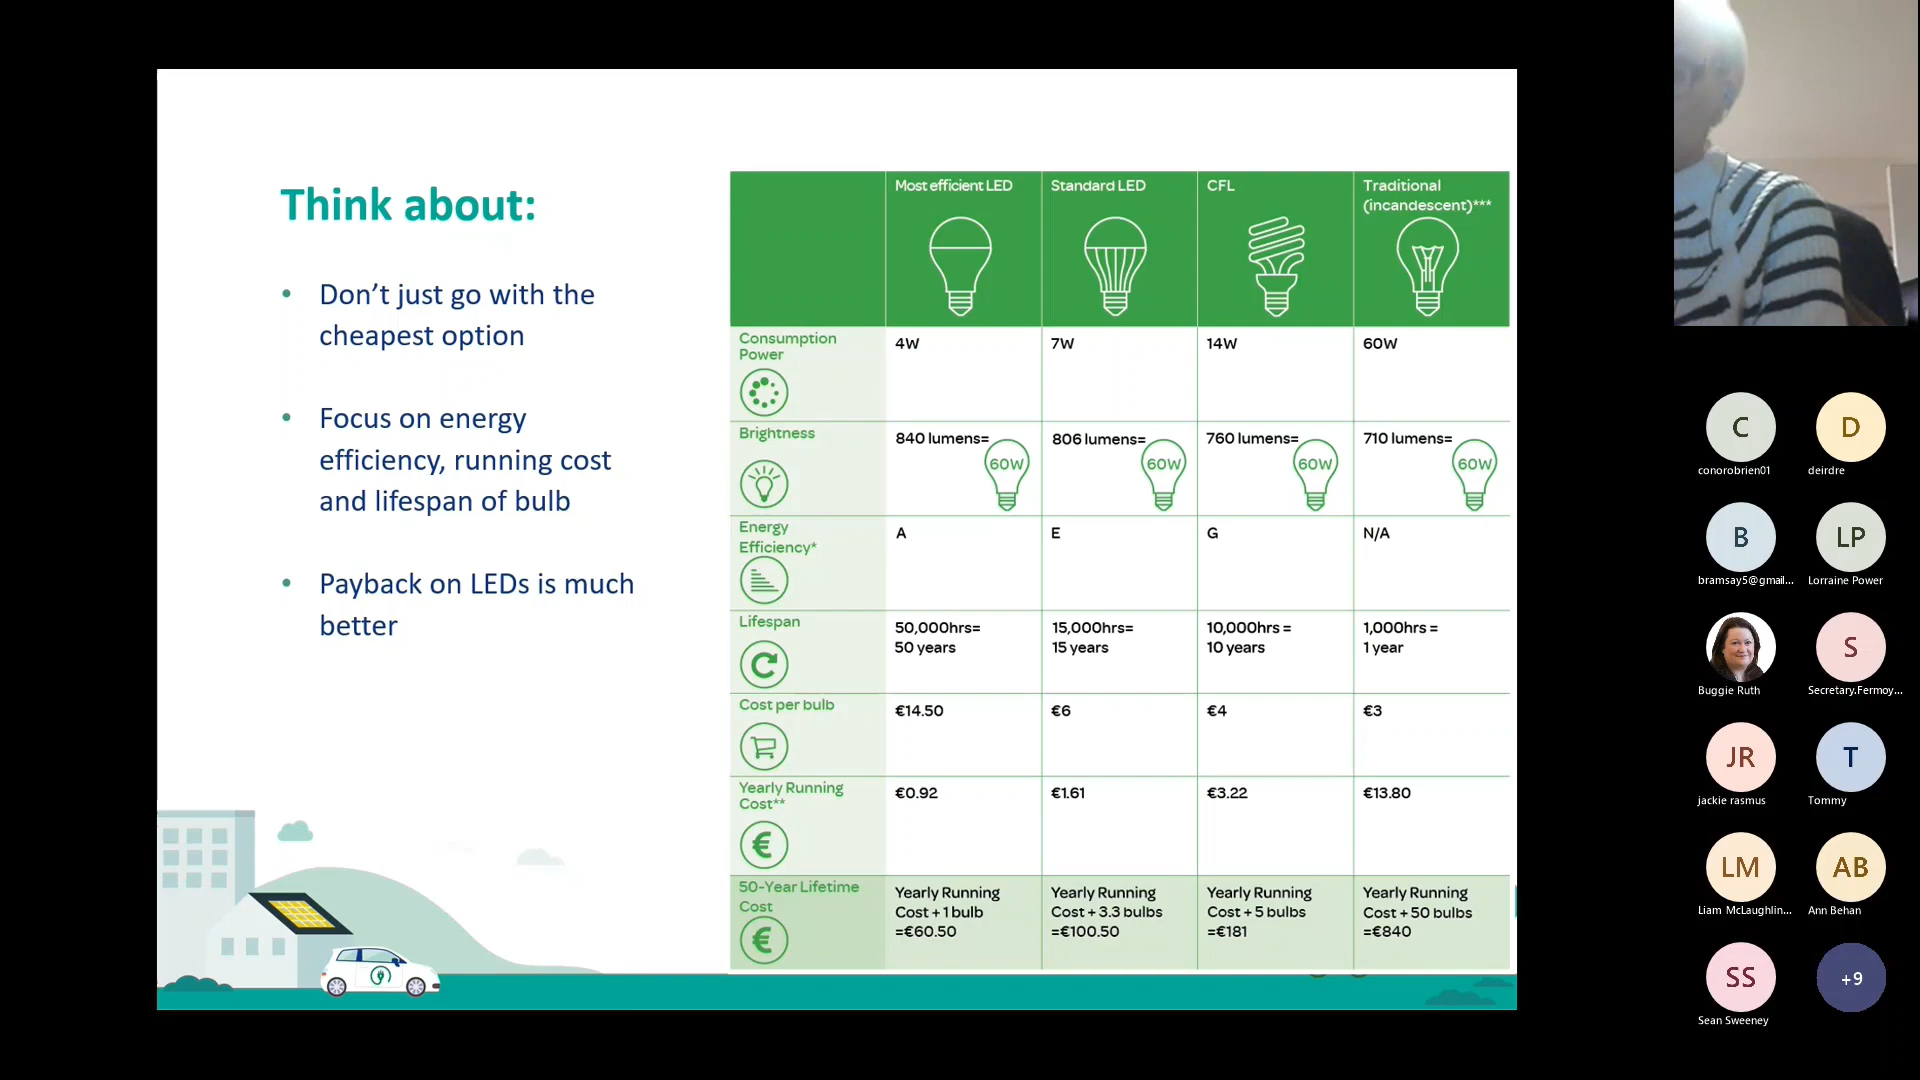 Think about:
• Don’t just go with the
cheapest option
• Focus on energy
efficiency, running cost
and lifespan of bulb
• Payback on LEDs is much
better
Most efficient LED
Standard LED
CFL
Traditional
(incandescent)***
Consumption
Power
4W
7W
14W
60W
Brightness
840 lumens=
60W
806 lumens=
60W
760 lumens=
60W
710 lumens=
60W
Energy
Efficiency*
A
E
G
N/A
Lifespan
50,000hrs=
50 years
15,000hrs=
15 years
10,000hrs =
10 years
1,000hrs =
1 year
Cost per bulb
€14.50
€6
€4
€3
Yearly Running
Cost**
€
€0.92
€1.61
€3.22
€13.80
50-Year Lifetime
Cost
€
Yearly Running
Cost + 1 bulb
=€60.50
Yearly Running
Cost + 3.3 bulbs
=€100.50
Yearly Running
Cost + 5 bulbs
=€181
Yearly Running
Cost + 50 bulbs
=€840
C
conorobrien01
D
deirdre
B
bramsay5@gmail...
LP
Lorraine Power
Buggie Ruth
S
Secretary.Fermoy...
JR
jackie rasmus
T
Tommy
LM
Liam McLaughlin...
AB
Ann Behan
SS
Sean Sweeney
+9